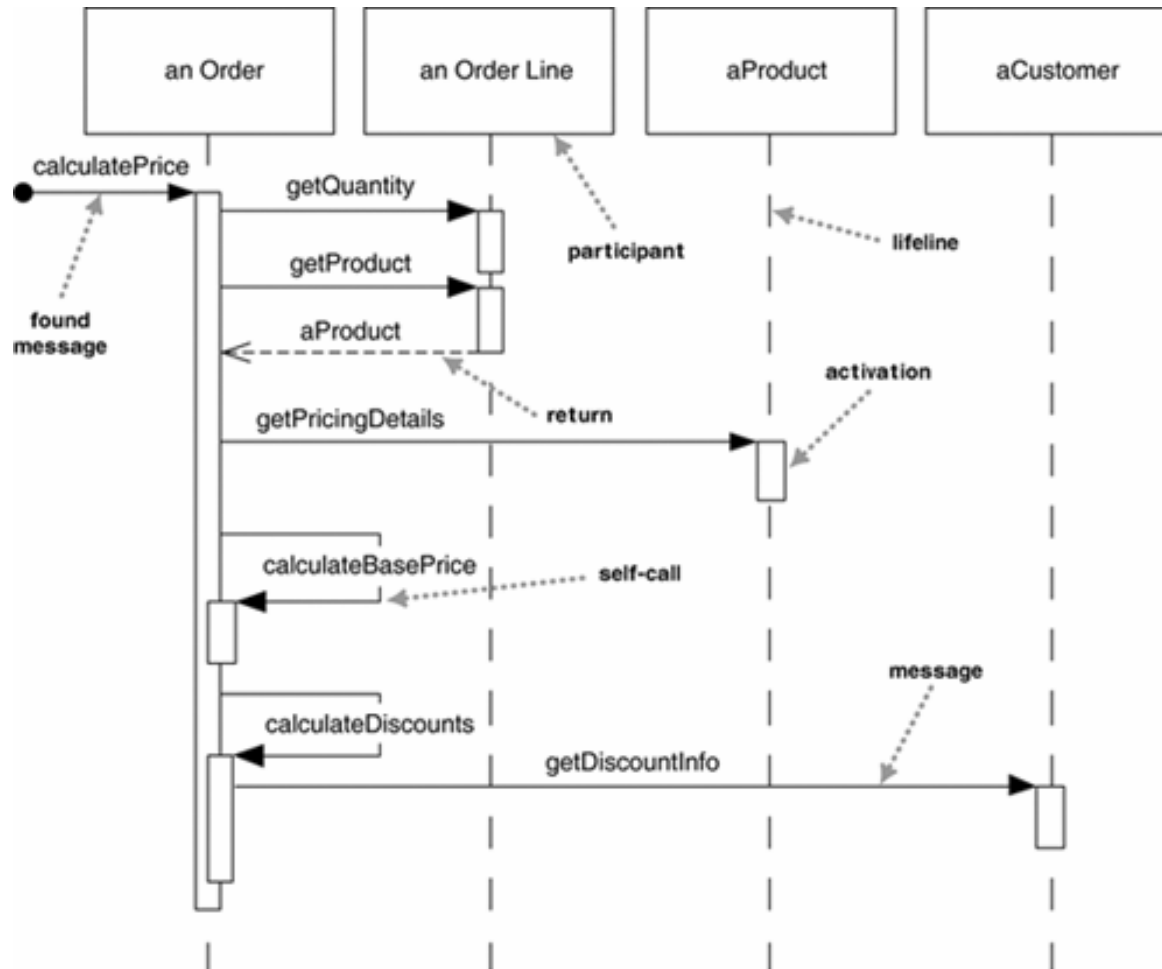 an Order
an Order Line
aProduct
aCustomer
calculatePrice
getQuantity
participant
lifeline
getProduct
found
message
aProduct
activation
return
getPricingDetails
calculateBasePrice
self-call
message
calculateDiscounts
getDiscountInfo